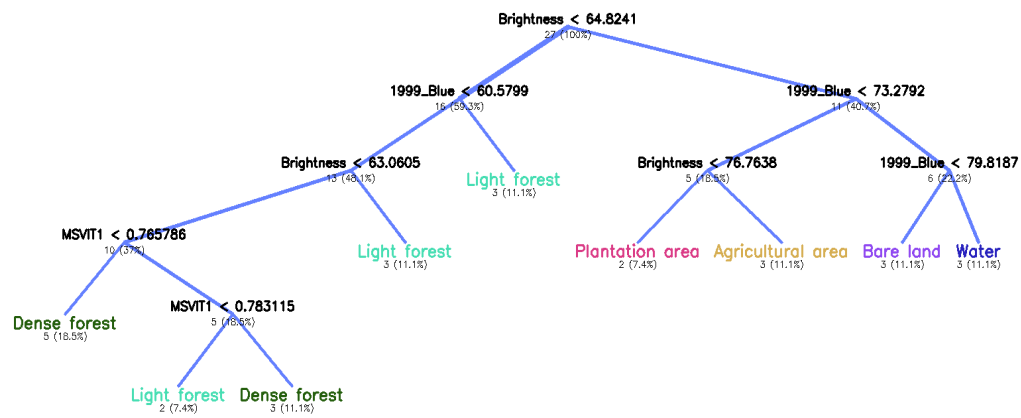 Brightness < 64.8241
27 (100%)
1999_Blue < 60.5799
16 (59.3%)
1999_Blue < 73.2792
11 (40.7%)
Brightness < 63.0605
13 (48.1%)
Light forest
3 (11.1%)
Brightness < 76.7638
5 (18.5%)
1999_Blue < 79.8187
6 (22.2%)
MSVIT1 < 0.765786
10 (37%)
Light forest
3 (11.1%)
Plantation area
2 (7.4%)
Agricultural area
3 (11.1%)
Bare land
3 (11.1%)
Water
3 (11.1%)
Dense forest
5 (18.5%)
MSVIT1 < 0.783115
5 (18.5%)
Light forest
2 (7.4%)
Dense forest
3 (11.1%)